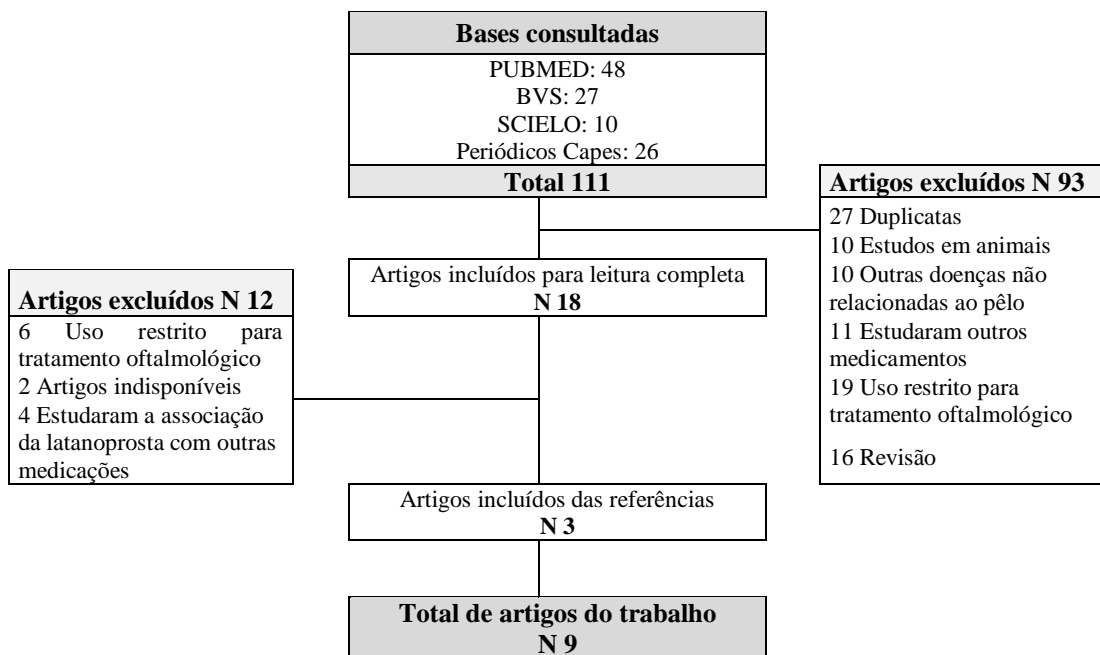 Bases consultadas
PUBMED: 48
BVS: 27
SCIELO: 10
Periódicos Capes: 26
Total 111
Artigos excluídos N 93
27 Duplicatas
10 Estudos em animais
10 Outras doenças não
relacionadas ao pêlo
11 Estudaram outros
medicamentos
19 Uso restrito para
tratamento oftalmológico
16 Revisão
Artigos incluídos para leitura completa
N 18
Artigos excluídos N 12
6 Uso restrito para
tratamento oftalmológico
2 Artigos indisponíveis
4 Estudaram a associação
da latanoprosta com outras
medicações
Artigos incluídos das referências
N 3
Total de artigos do trabalho
N 9